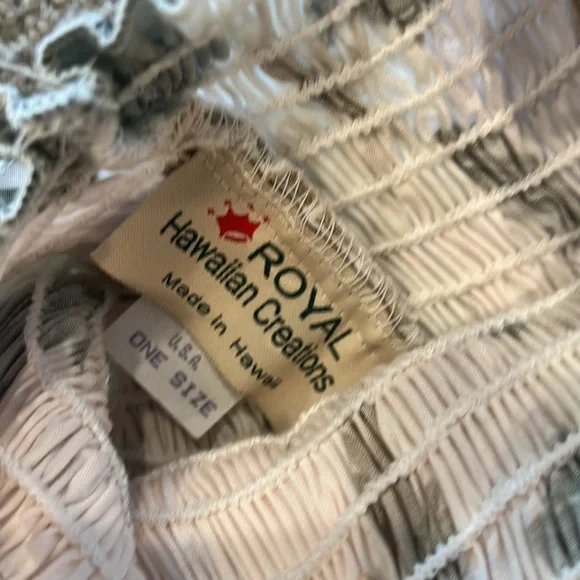 ROYAL
Hawaiian Creations
Made in Hawaii
U.S.A.
ONE SIZE